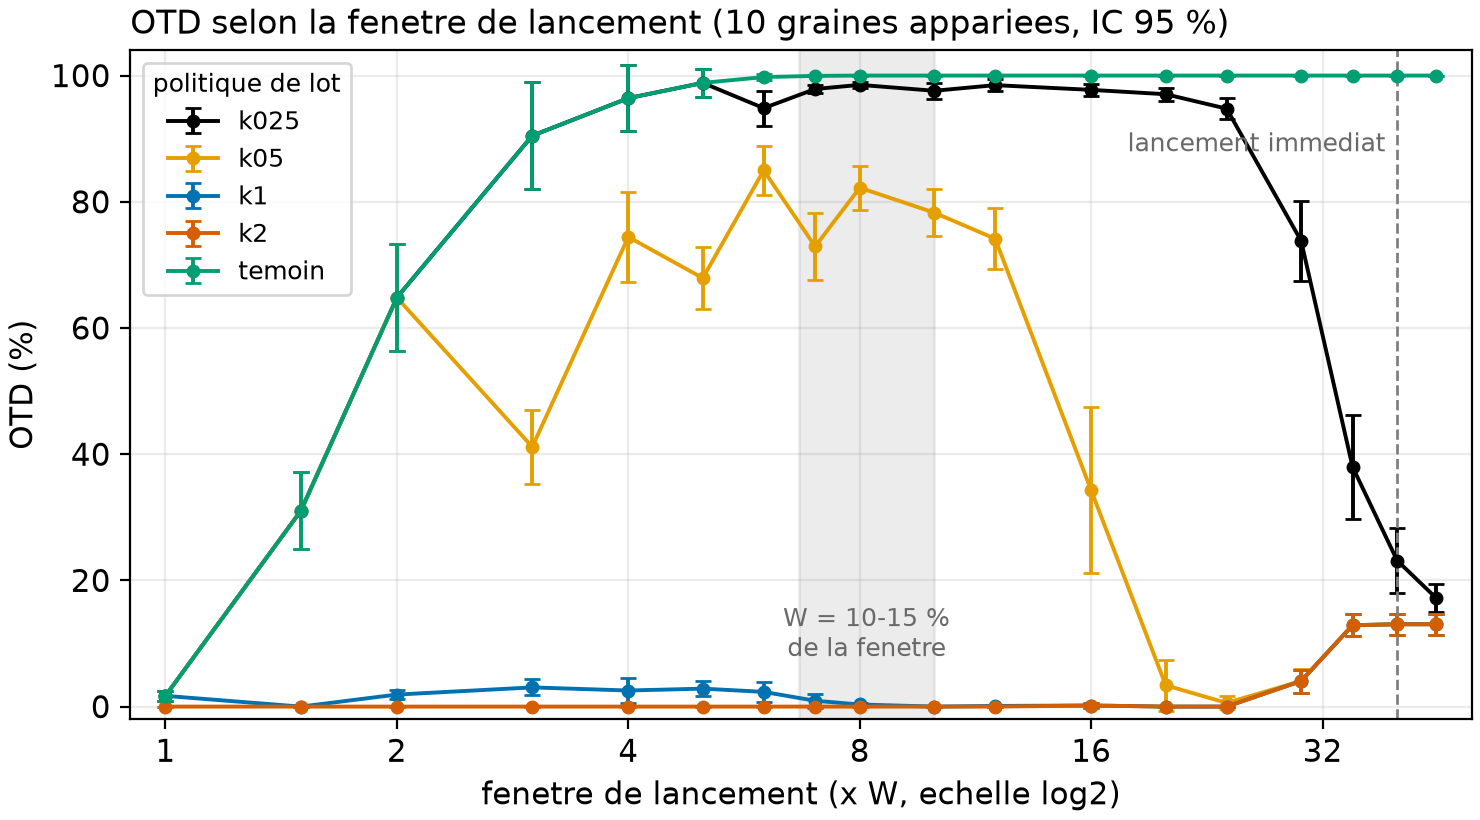 OTD selon la fenetre de lancement (10 graines appariees, IC 95 %)
politique de lot
k025
k05
k1
k2
temoin
lancement immediat
W = 10-15 %
de la fenetre
OTD (%)
100
80
60
40
20
0
1
2
4
8
16
32
fenetre de lancement (x W, echelle log2)